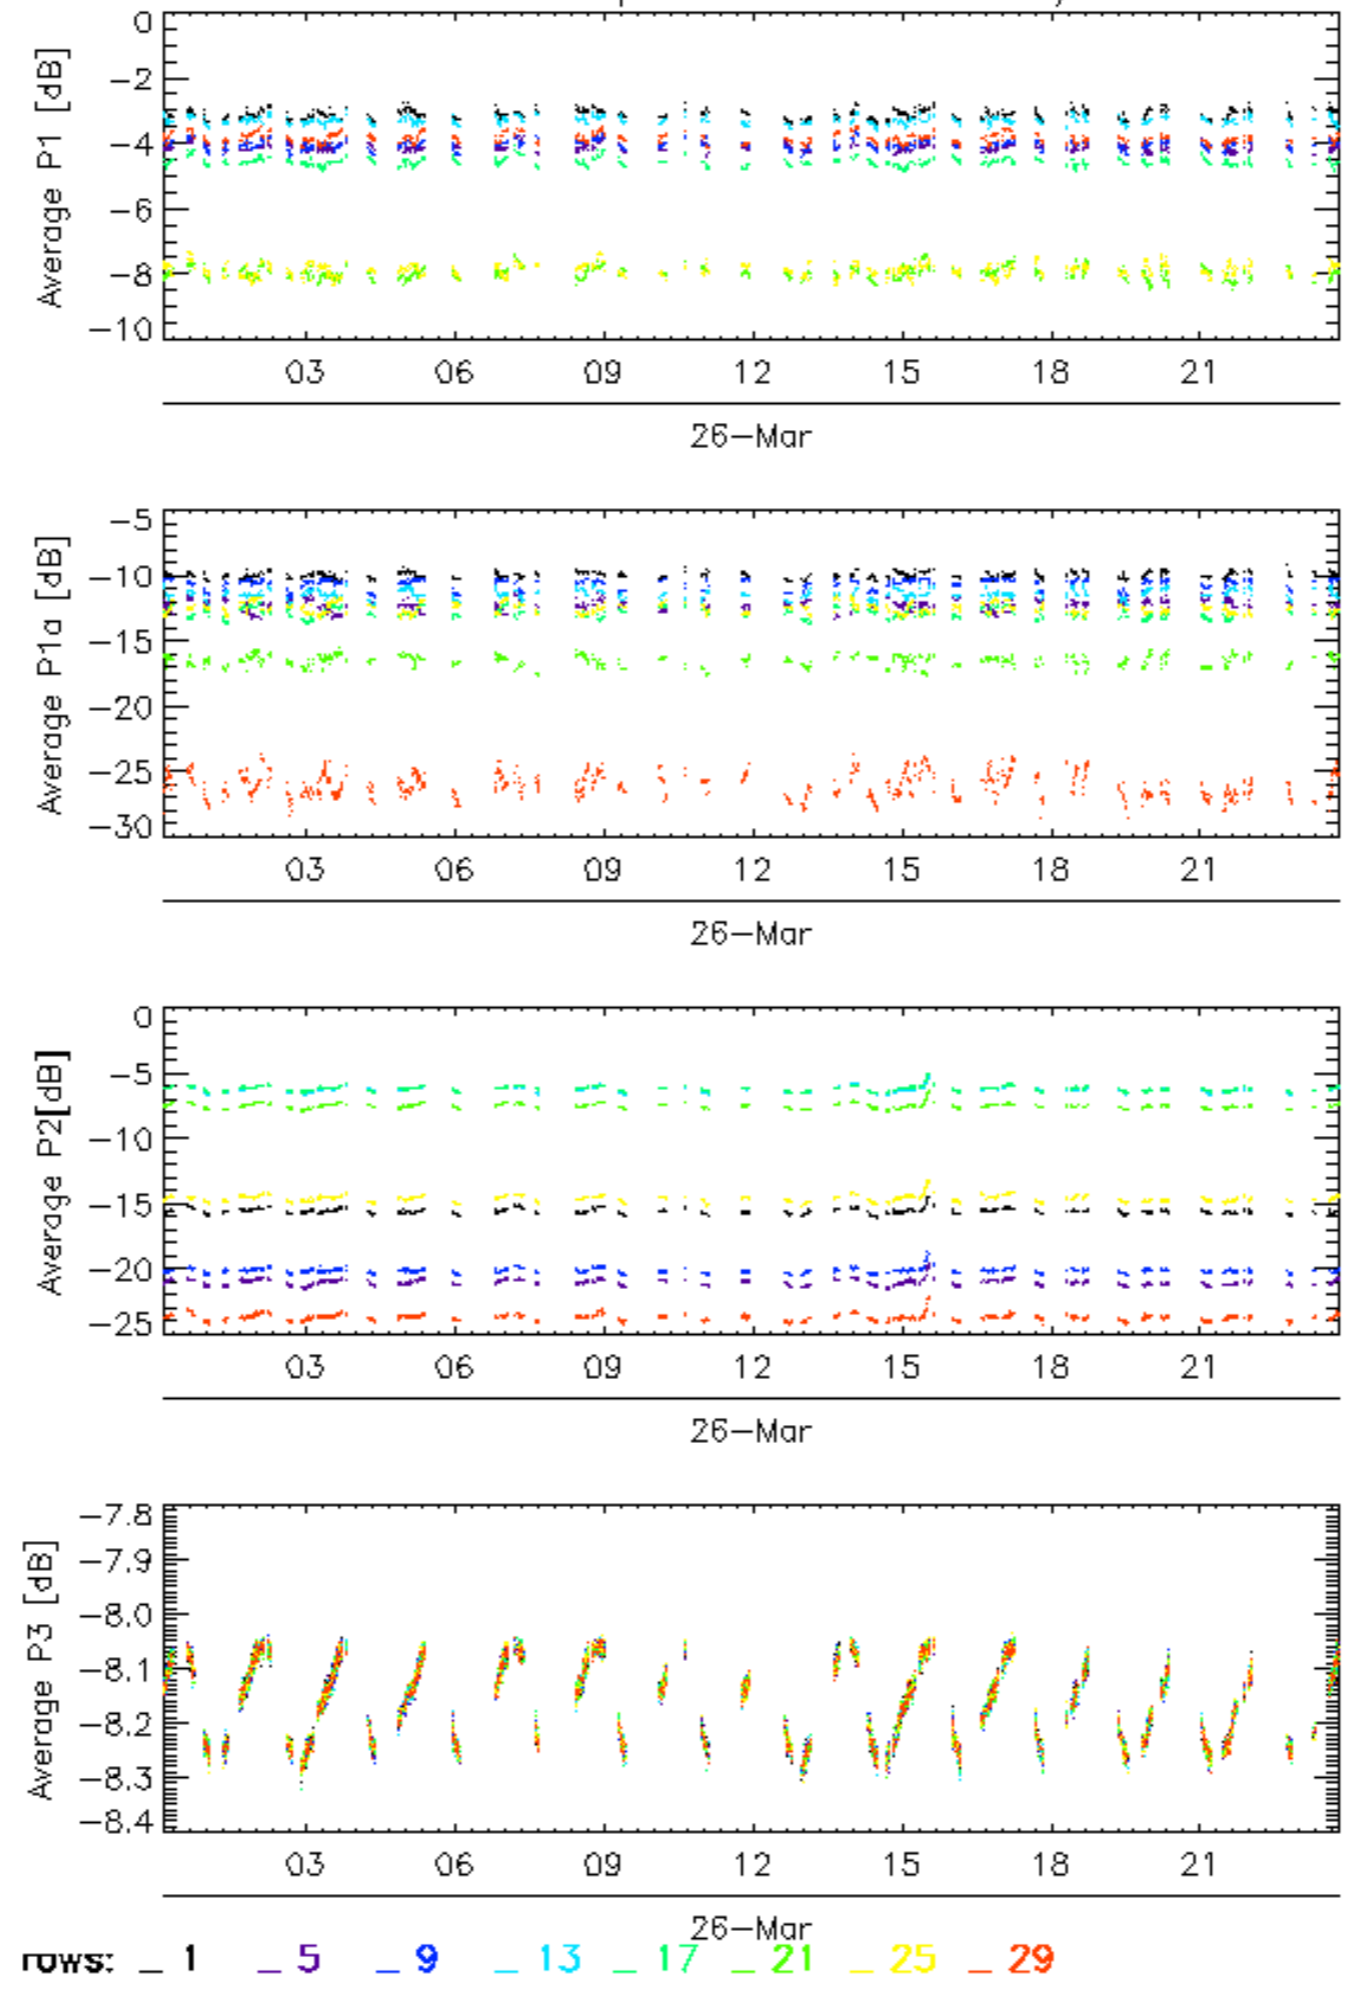 Average P1 [dB]
0
−2
−4
−6
−8
−10
03 06 09 12 15 18 21
26−Mar
Average P1a [dB]
−5
−10
−15
−20
−25
−30
03 06 09 12 15 18 21
26−Mar
Average P2[dB]
0
−5
−10
−15
−20
−25
03 06 09 12 15 18 21
26−Mar
Average P3 [dB]
−7.8
−7.9
−8.0
−8.1
−8.2
−8.3
−8.4
03 06 09 12 15 18 21
26−Mar
rows: _ 1 _ 5 _ 9 _ 13 _ 17 _ 21 _ 25 _ 29